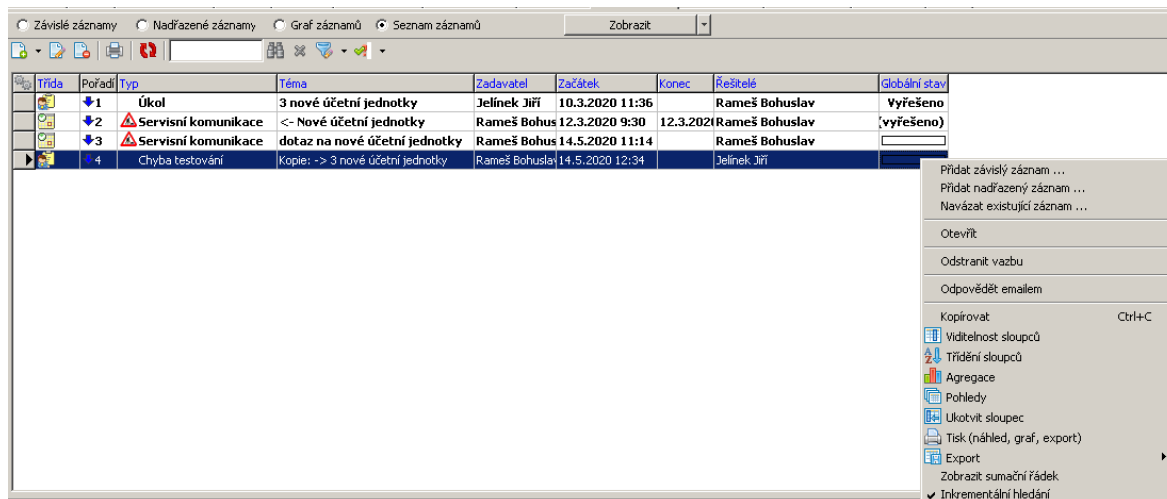 Závislé záznamy Nadřazené záznamy Graf záznamů Seznam záznamů Zobrazit
Třída Pořadí Typ Téma Zadavatel Začátek Konec Řešitelé Globální stav
1 Úkol 3 nové účetní jednotky Jelínek Jiří 10.3.2020 11:36 Rameš Bohuslav Vyřešeno
2 Servisní komunikace <- Nové účetní jednotky Rameš Bohus 12.3.2020 9:30 12.3.202 Rameš Bohuslav (vyřešeno)
3 Servisní komunikace dotaz na nové účetní jednotky Rameš Bohus 14.5.2020 11:14 Rameš Bohuslav
4 Chyba testování Kopie: -> 3 nové účetní jednotky Rameš Bohusla 14.5.2020 12:34 Jelínek Jiří
Přidat závislý záznam ...
Přidat nadřazený záznam ...
Navázat existující záznam ...
Otevřít
Odstranit vazbu
Odpovědět emailem
Kopírovat Ctrl+C
Viditelnost sloupců
Třídění sloupců
Agregace
Pohledy
Ukotvit sloupec
Tisk (náhled, graf, export)
Export
Zobrazit sumační řádek
Inkrementální hledání